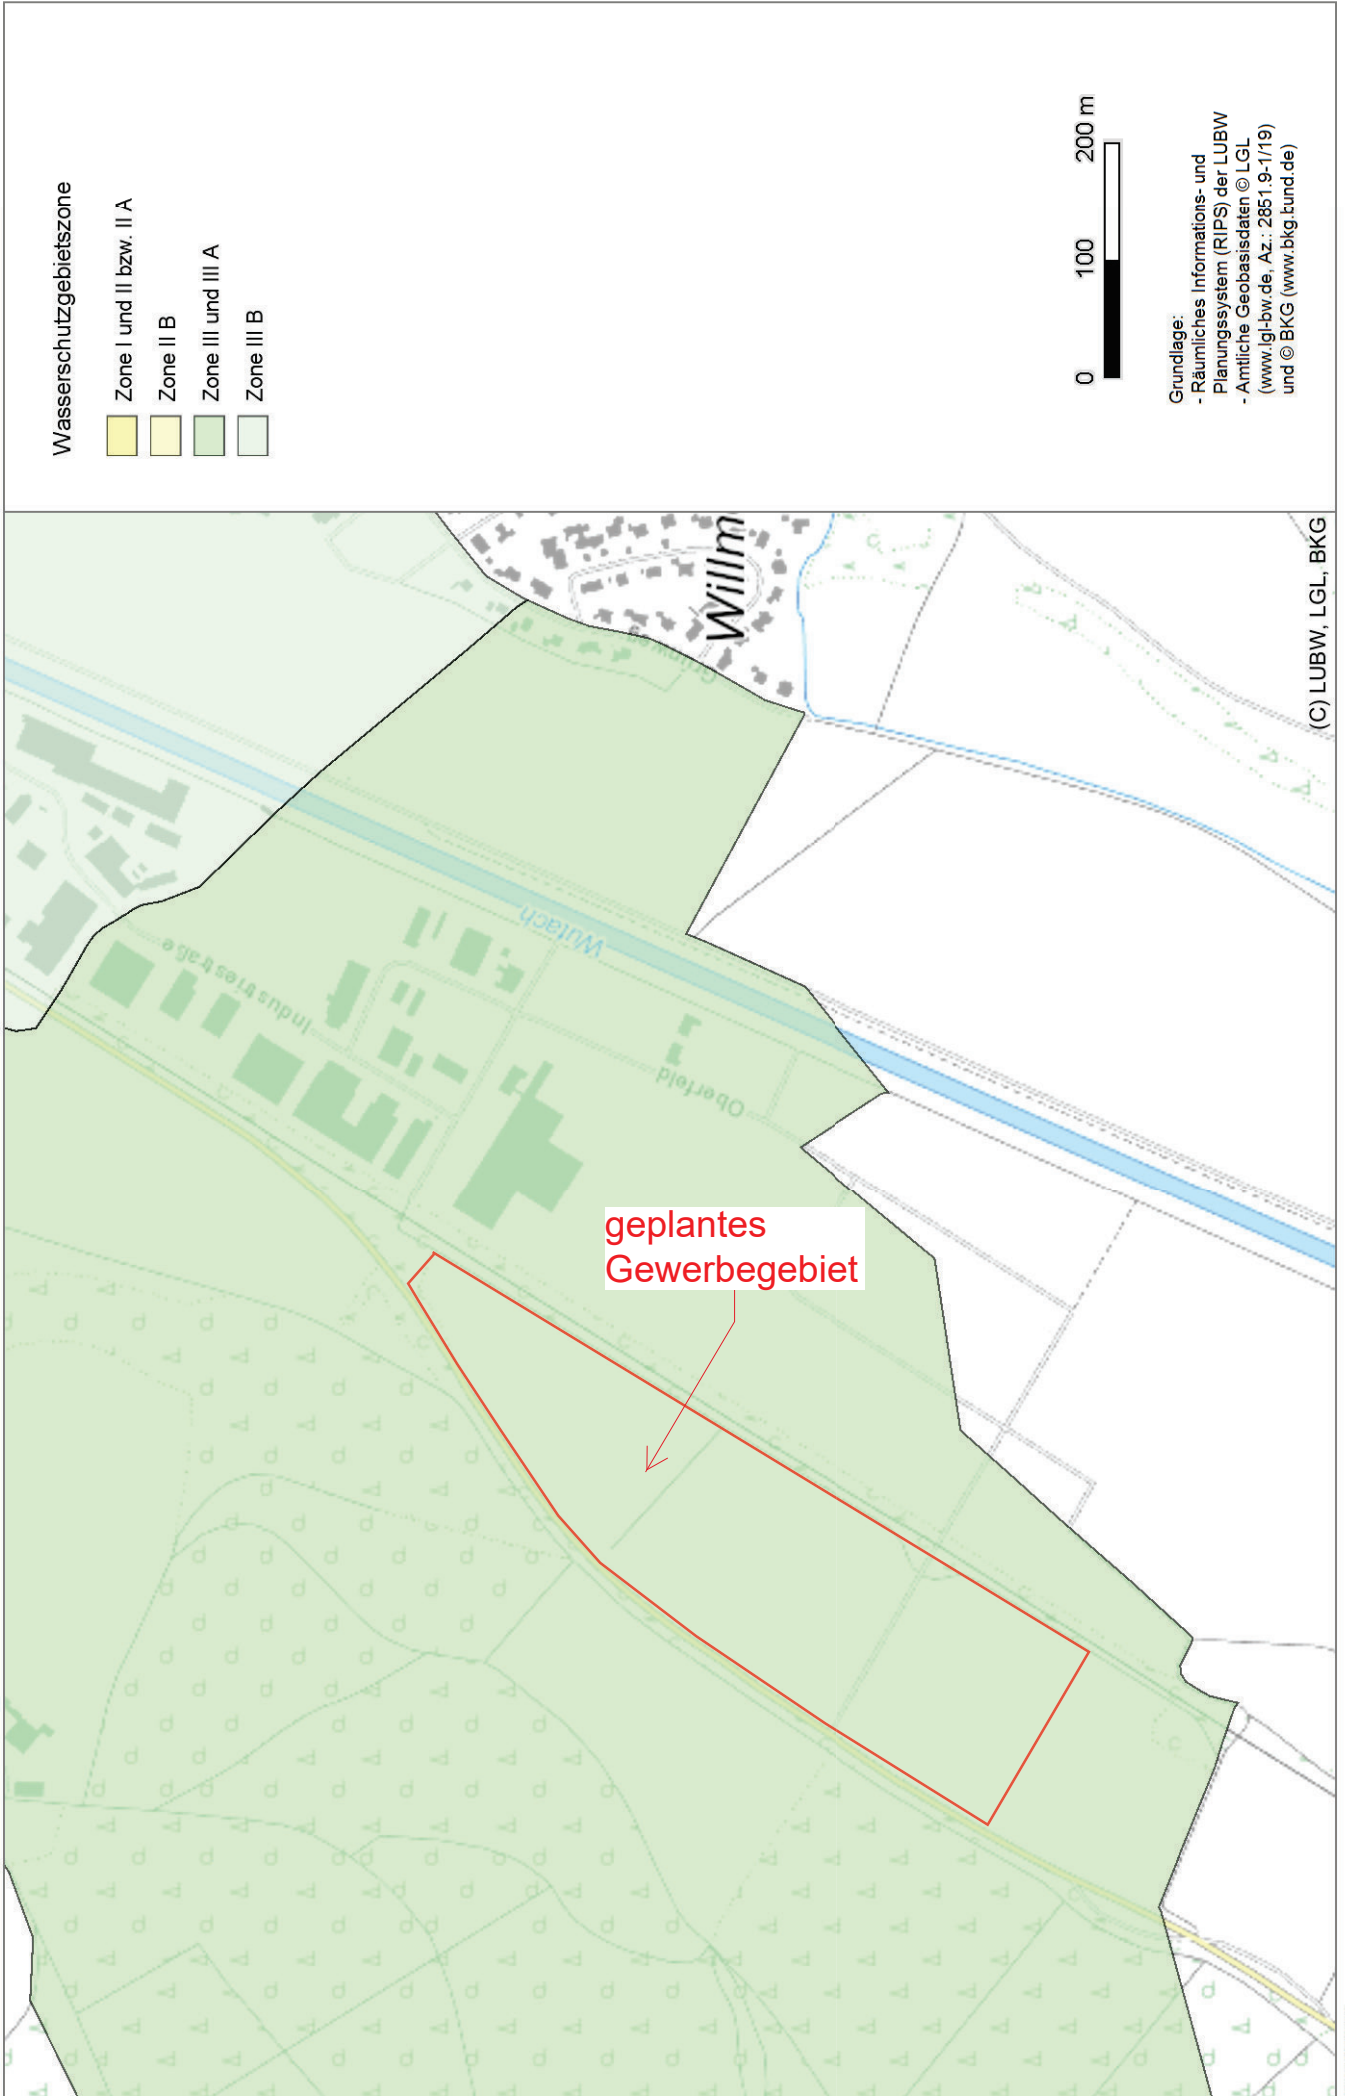 Wasserschutzgebietszone
Zone I und II bzw. II A
Zone II B
Zone III und III A
Zone III B
0 100 200 m
Grundlage:
- Räumliches Informations- und
Planungssystem (RIPS) der LUBW
- Amtliche Geobasisdaten © LGL
(www.lgl-bw.de, Az.: 2851.9-1/19)
und © BKG (www.bkg.bund.de)
Willm
Grünweg
Wutach
Industriestraße
Oberfeld
geplantes
Gewerbegebiet
(C) LUBW, LGL, BKG